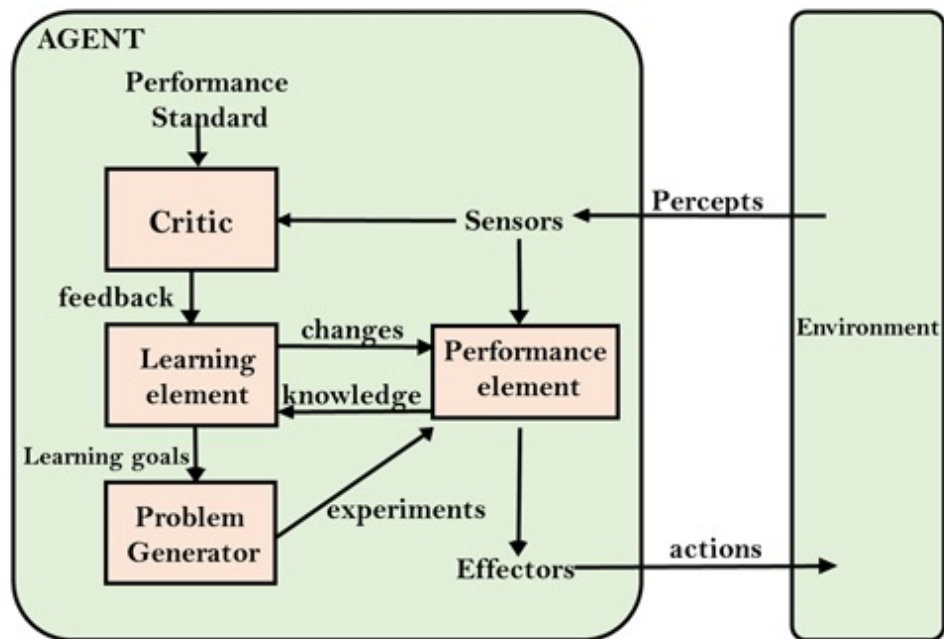 AGENT
Performance
Standard
Critic
Sensors
Percepts
feedback
changes
Environment
Learning
element
Performance
element
knowledge
Learning goals
Problem
Generator
experiments
Effectors
actions